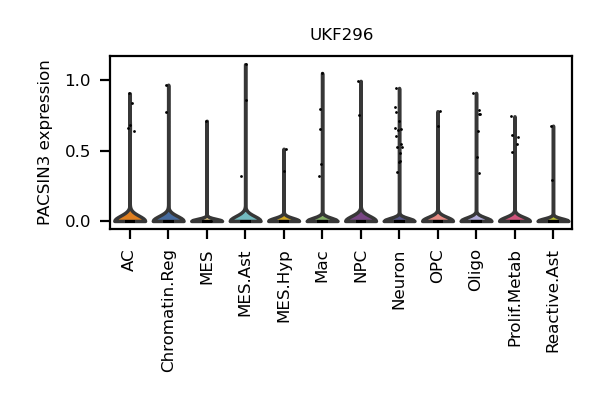 UKF296
PACSIN3 expression
1.0
0.5
0.0
AC
Chromatin.Reg
MES
MES.Ast
MES.Hyp
Mac
NPC
Neuron
OPC
Oligo
Prolif.Metab
Reactive.Ast